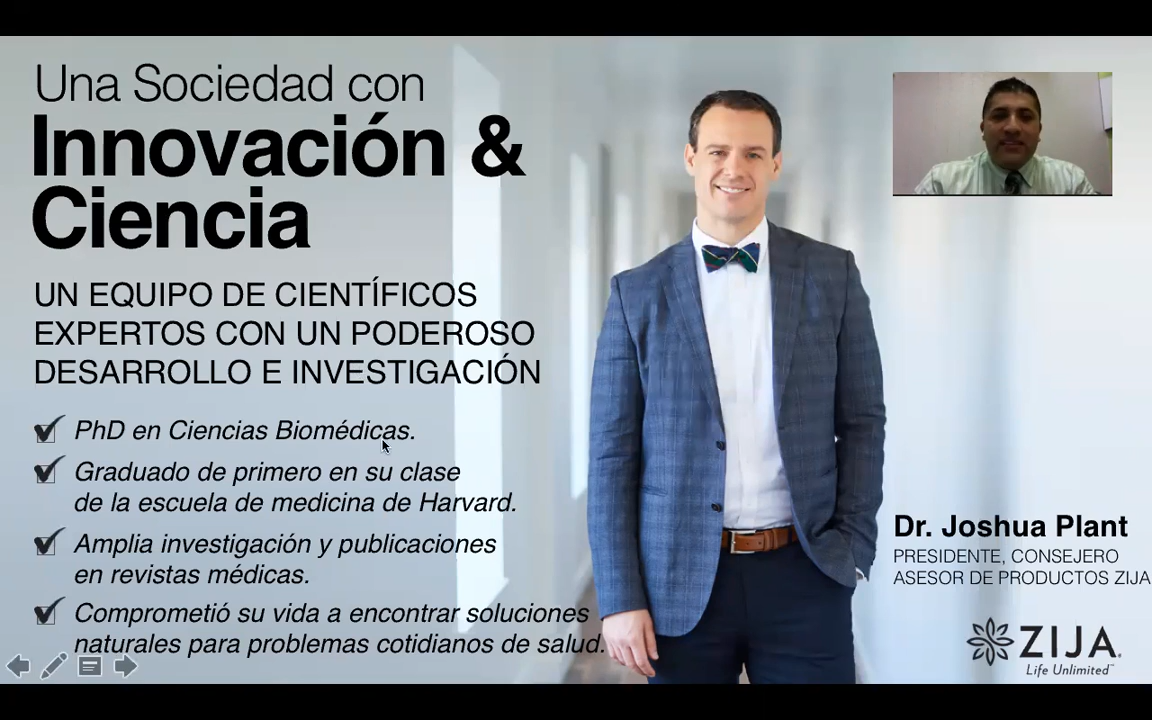 Una Sociedad con
Innovación &
Ciencia
UN EQUIPO DE CIENTÍFICOS
EXPERTOS CON UN PODEROSO
DESARROLLO E INVESTIGACIÓN
PhD en Ciencias Biomédicas.
Graduado de primero en su clase
de la escuela de medicina de Harvard.
Amplia investigación y publicaciones
en revistas médicas.
Comprometió su vida a encontrar soluciones
naturales para problemas cotidianos de salud.
Dr. Joshua Plant
PRESIDENTE, CONSEJERO
ASESOR DE PRODUCTOS ZIJA
ZIJA
Life Unlimited™